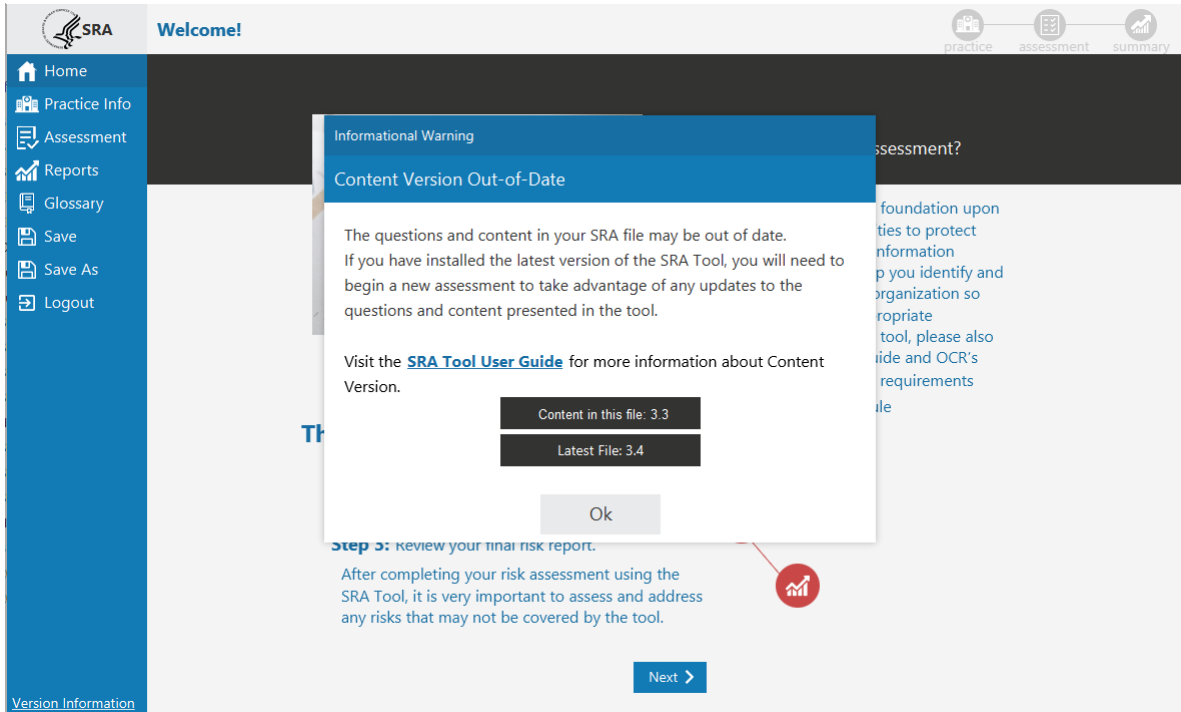 SRA
Welcome!
practice
assessment
summary
Home
Practice Info
Assessment
Reports
Glossary
Save
Save As
Logout
Version Information
Informational Warning
Content Version Out-of-Date
The questions and content in your SRA file may be out of date.
If you have installed the latest version of the SRA Tool, you will need to
begin a new assessment to take advantage of any updates to the
questions and content presented in the tool.
Visit the SRA Tool User Guide for more information about Content
Version.
Content in this file: 3.3
Latest File: 3.4
Ok
ssessment?
foundation upon
ties to protect
nformation
p you identify and
organization so
ropriate
tool, please also
uide and OCR's
requirements
ule
Th
Step 3: Review your final risk report.
After completing your risk assessment using the
SRA Tool, it is very important to assess and address
any risks that may not be covered by the tool.
Next